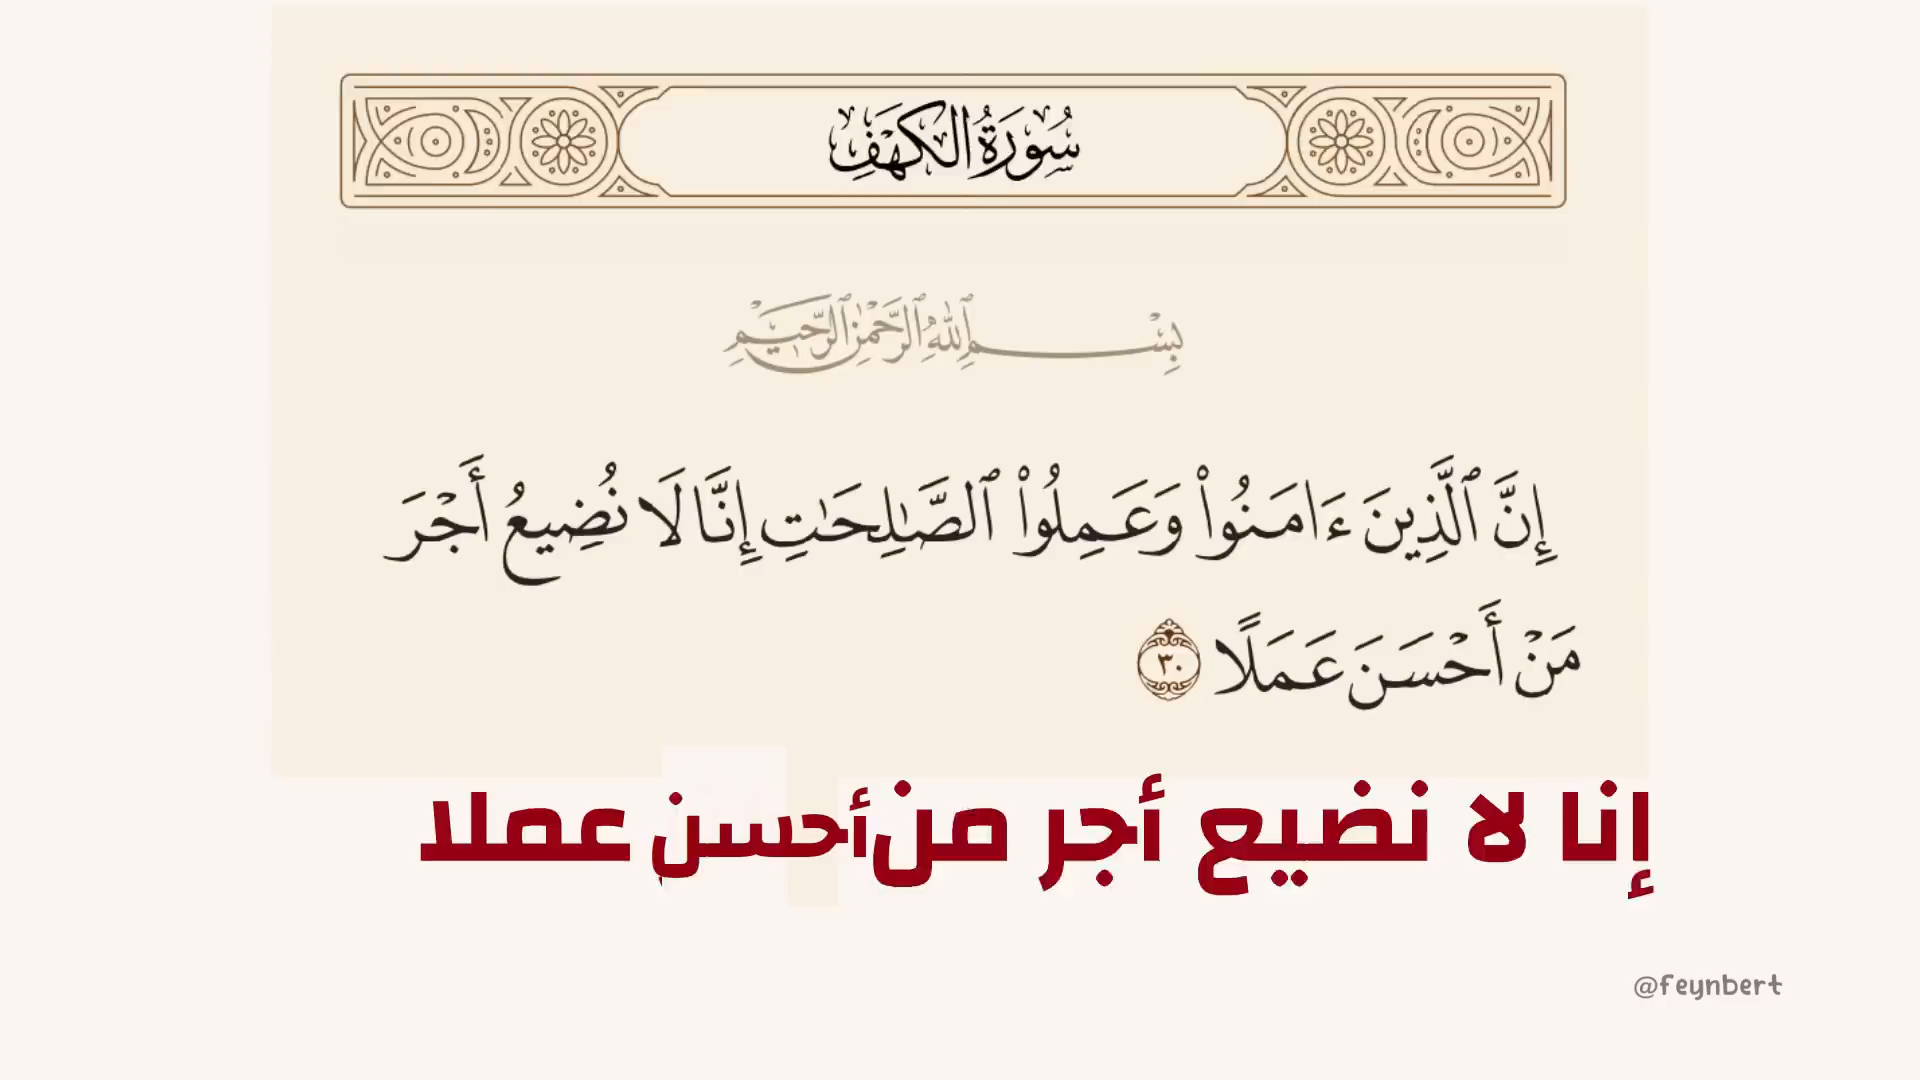 سُورَةُ الكَهْفِ
بِسْمِ ٱللَّهِ ٱلرَّحْمَٰنِ ٱلرَّحِيمِ
إِنَّ ٱلَّذِينَ ءَامَنُوا۟ وَعَمِلُوا۟ ٱلصَّٰلِحَٰتِ إِنَّا لَا نُضِيعُ أَجْرَ
مَنْ أَحْسَنَ عَمَلًا ٣٠
إنا لا نضيع أجر من أحسن عملا
@feynbert